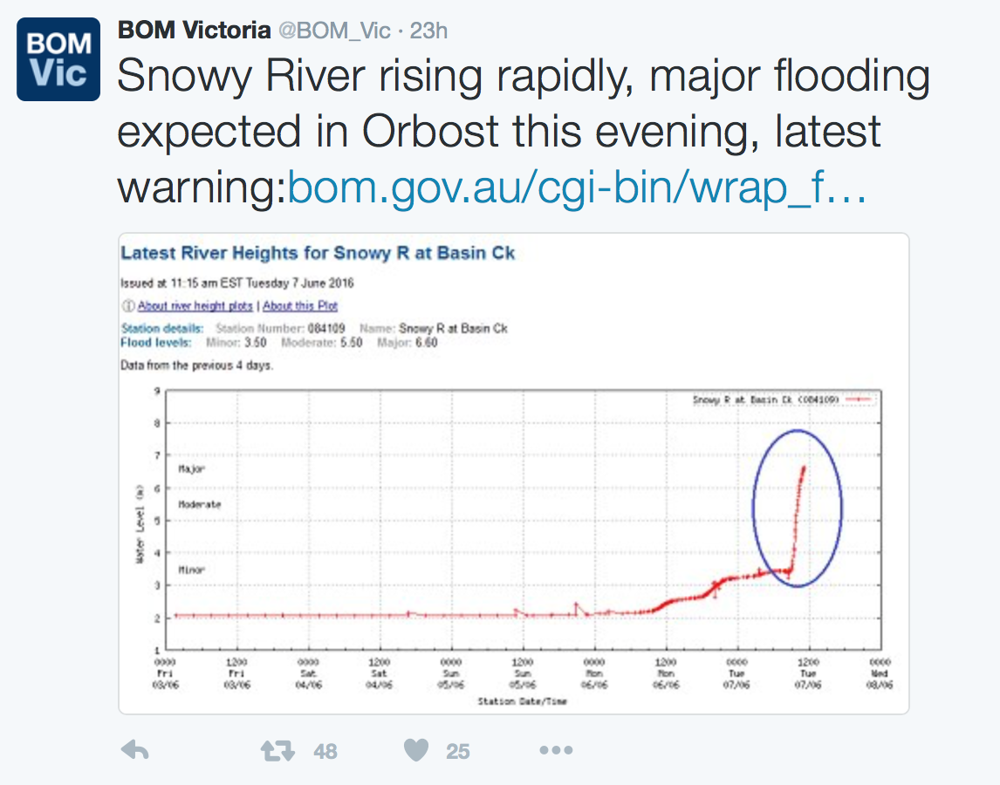 BOM
Vic
BOM Victoria @BOM_Vic · 23h
Snowy River rising rapidly, major flooding
expected in Orbost this evening, latest
warning:bom.gov.au/cgi-bin/wrap_f…
Latest River Heights for Snowy R at Basin Ck
Issued at 11:15 am EST Tuesday 7 June 2016
About river height plots | About this Plot
Station details: Station Number: 084109 Name: Snowy R at Basin Ck
Flood levels: Minor: 3.50 Moderate: 5.50 Major: 6.60
Data from the previous 4 days.
Snowy R at Basin Ck (084109)
9
8
7
Major
6
Moderate
5
4
Minor
3
2
1
Water Level (m)
0000 1200 0000 1200 0000 1200 0000 1200 0000 1200 0000
Fri Fri Sat Sat Sun Sun Mon Mon Tue Tue Wed
03/06 03/06 04/06 04/06 05/06 05/06 06/06 06/06 07/06 07/06 08/06
Station Date/Time
48 25